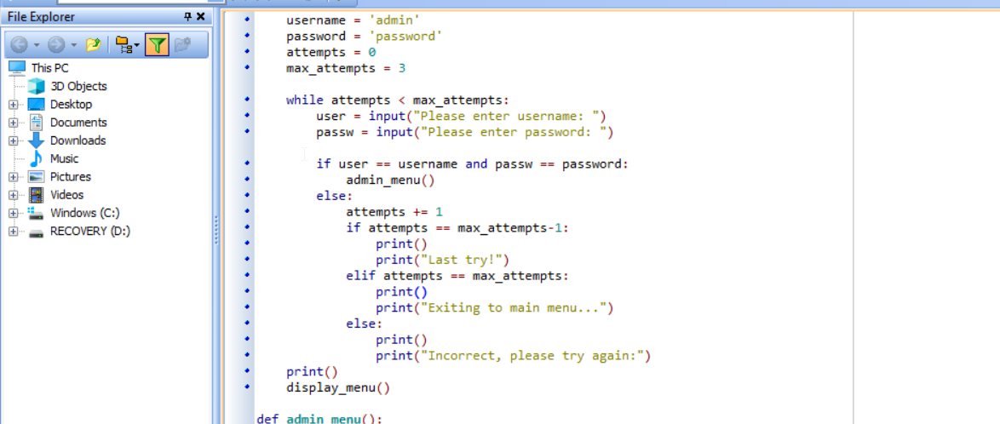 File Explorer
This PC
3D Objects
Desktop
Documents
Downloads
Music
Pictures
Videos
Windows (C:)
RECOVERY (D:)
username = 'admin'
password = 'password'
attempts = 0
max_attempts = 3
while attempts < max_attempts:
user = input("Please enter username: ")
passw = input("Please enter password: ")
if user == username and passw == password:
admin_menu()
else:
attempts += 1
if attempts == max_attempts-1:
print()
print("Last try!")
elif attempts == max_attempts:
print()
print("Exiting to main menu...")
else:
print()
print("Incorrect, please try again:")
print()
display_menu()
def admin_menu():